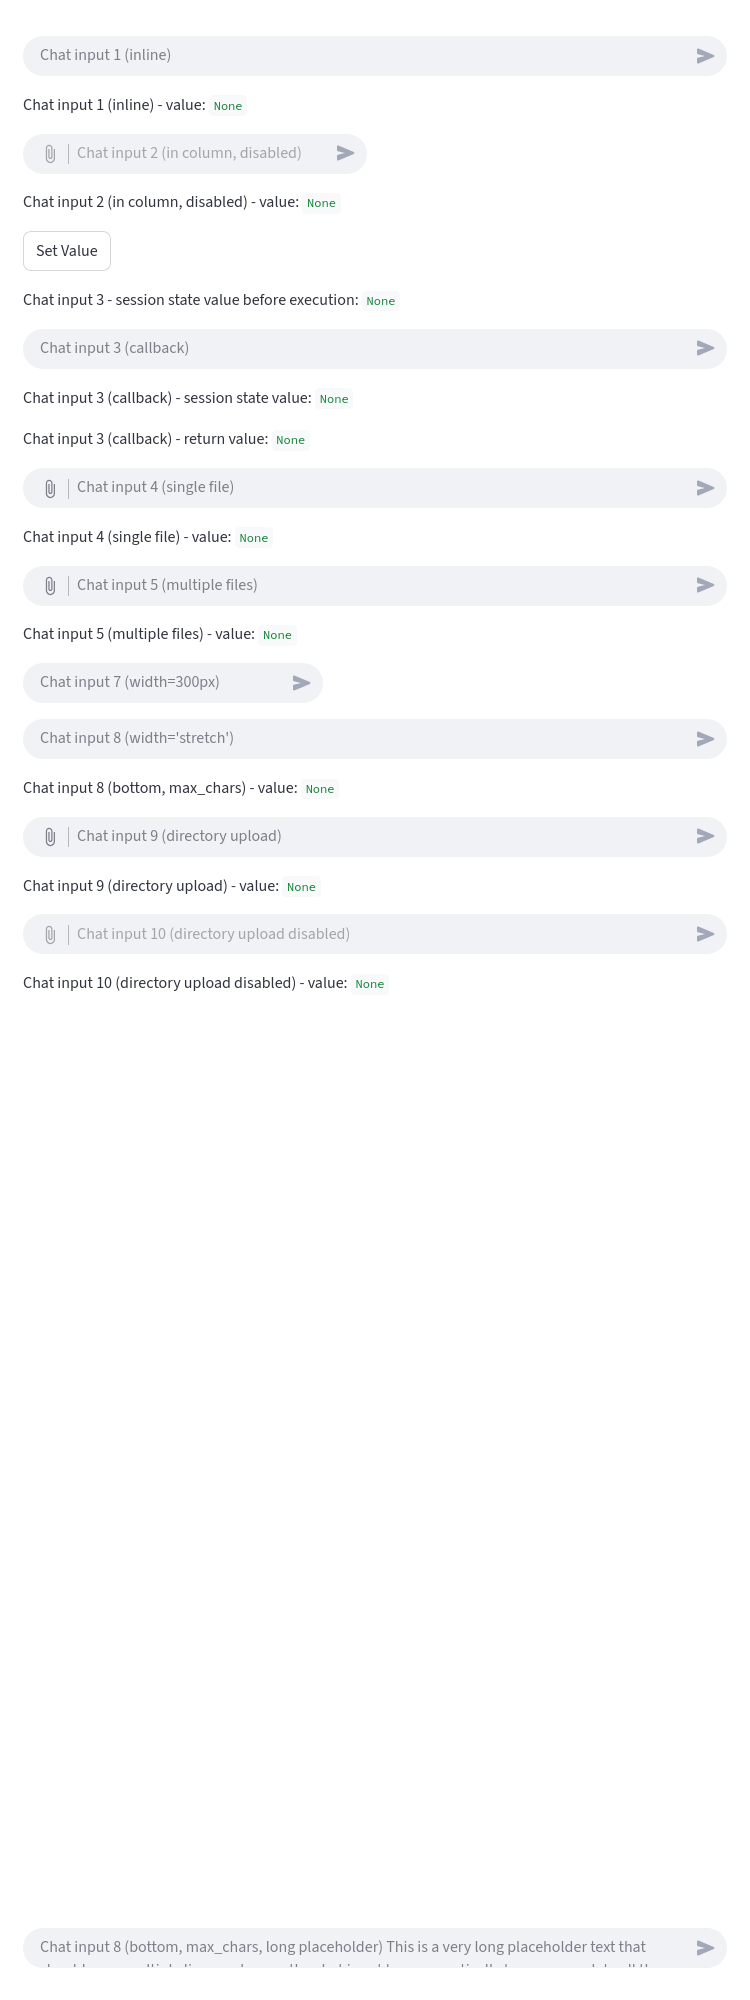 Chat input 1 (inline)
Chat input 1 (inline) - value: None
Chat input 2 (in column, disabled)
Chat input 2 (in column, disabled) - value: None
Set Value
Chat input 3 - session state value before execution: None
Chat input 3 (callback)
Chat input 3 (callback) - session state value: None
Chat input 3 (callback) - return value: None
Chat input 4 (single file)
Chat input 4 (single file) - value: None
Chat input 5 (multiple files)
Chat input 5 (multiple files) - value: None
Chat input 7 (width=300px)
Chat input 8 (width='stretch')
Chat input 8 (bottom, max_chars) - value: None
Chat input 9 (directory upload)
Chat input 9 (directory upload) - value: None
Chat input 10 (directory upload disabled)
Chat input 10 (directory upload disabled) - value: None
Chat input 8 (bottom, max_chars, long placeholder) This is a very long placeholder text that